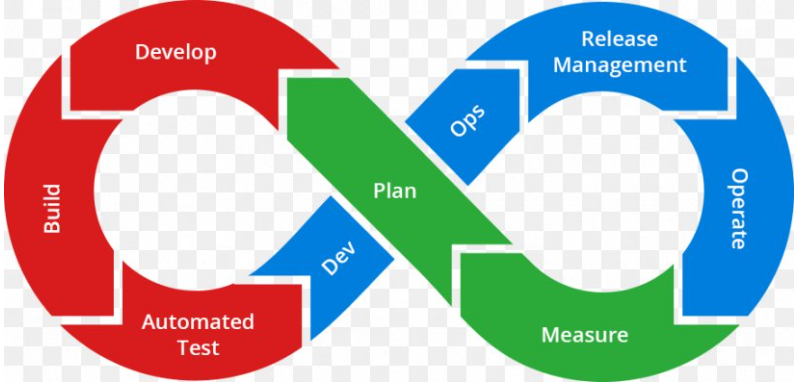 Develop
Release
Management
Ops
Plan
Build
Operate
Dev
Automated
Test
Measure